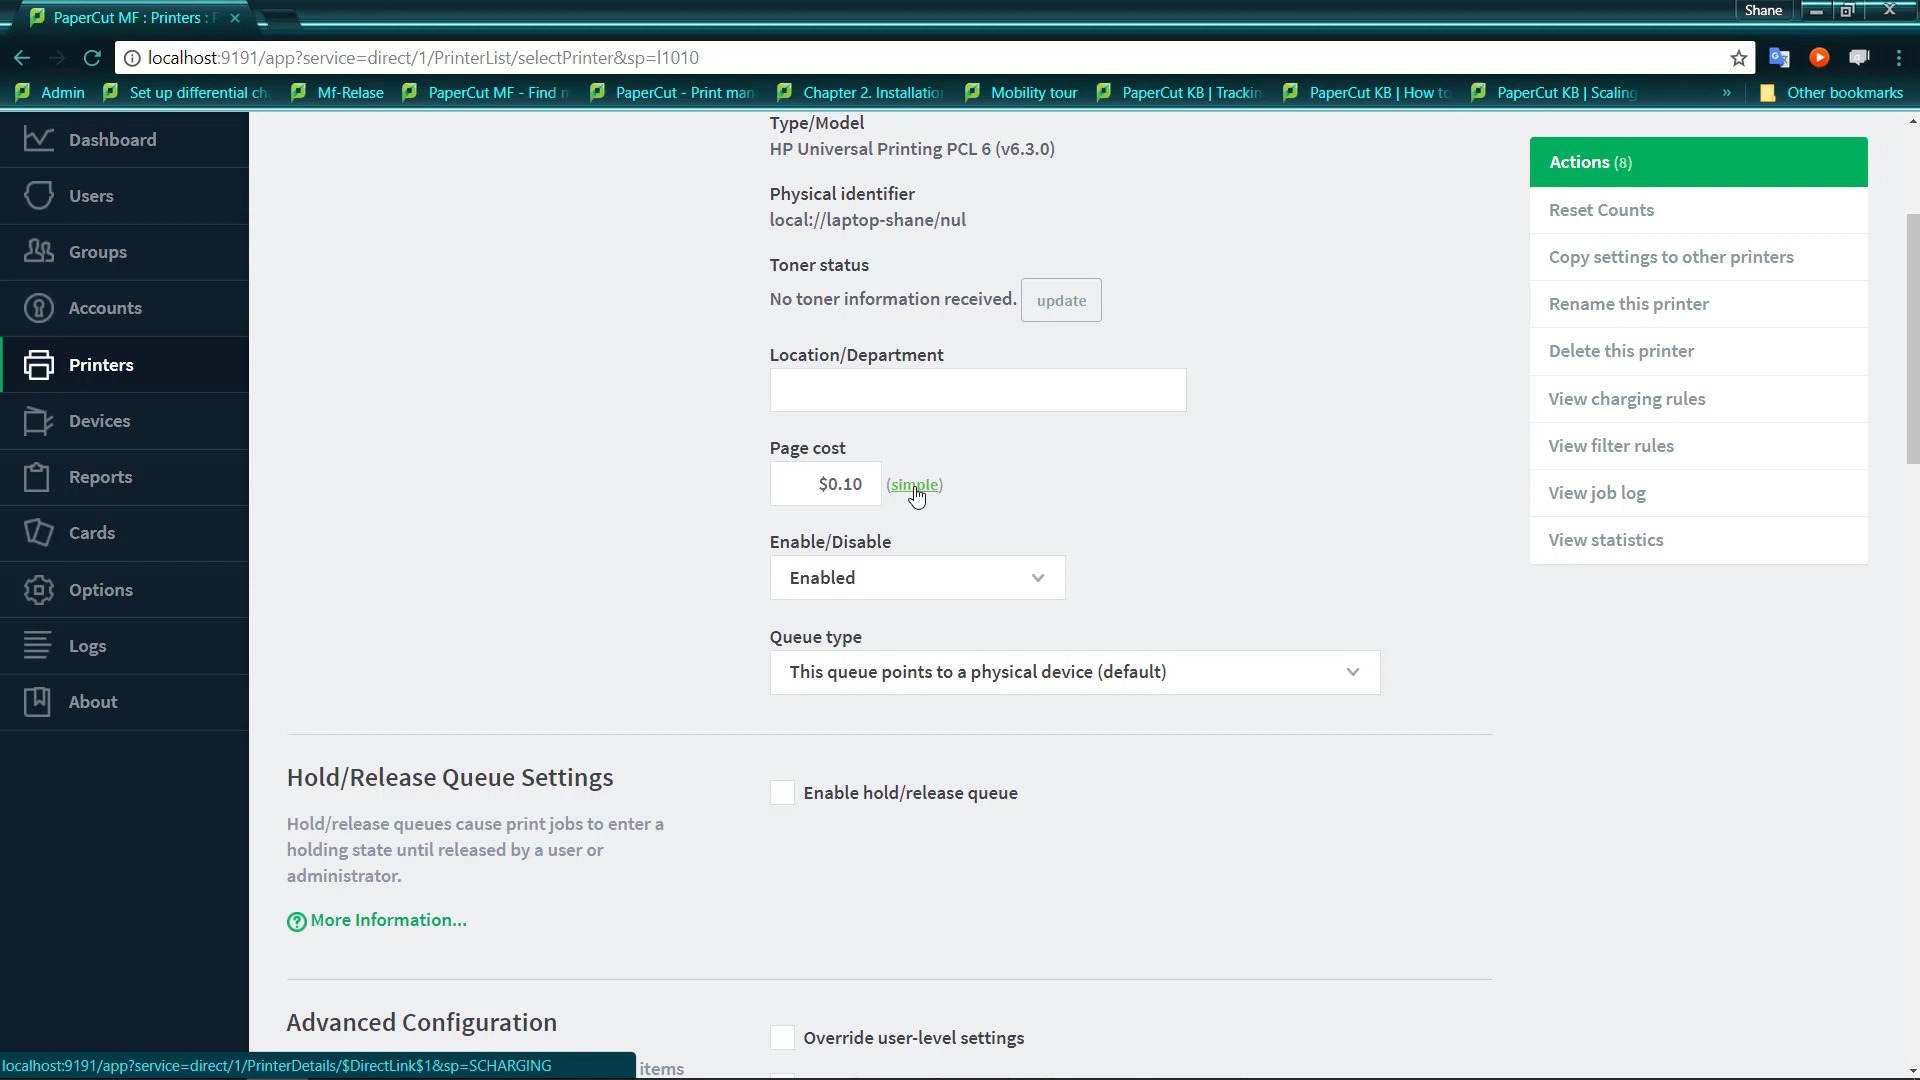 PaperCut MF : Printers :
Shane
localhost:9191/app?service=direct/1/PrinterList/selectPrinter&sp=l1010
Admin
Set up differential ch
Mf-Relase
PaperCut MF - Find
PaperCut - Print man
Chapter 2. Installatio
Mobility tour
PaperCut KB | Trackin
PaperCut KB | How to
PaperCut KB | Scaling
»
Other bookmarks
Dashboard
Users
Groups
Accounts
Printers
Devices
Reports
Cards
Options
Logs
About
Type/Model
HP Universal Printing PCL 6 (v6.3.0)
Physical identifier
local://laptop-shane/nul
Toner status
No toner information received. update
Location/Department
Page cost
$0.10 (simple)
Enable/Disable
Enabled
Queue type
This queue points to a physical device (default)
Hold/Release Queue Settings
Hold/release queues cause print jobs to enter a
holding state until released by a user or
administrator.
More Information...
Enable hold/release queue
Advanced Configuration
items
Override user-level settings
Actions (8)
Reset Counts
Copy settings to other printers
Rename this printer
Delete this printer
View charging rules
View filter rules
View job log
View statistics
localhost:9191/app?service=direct/1/PrinterDetails/$DirectLink$1&sp=SCHARGING